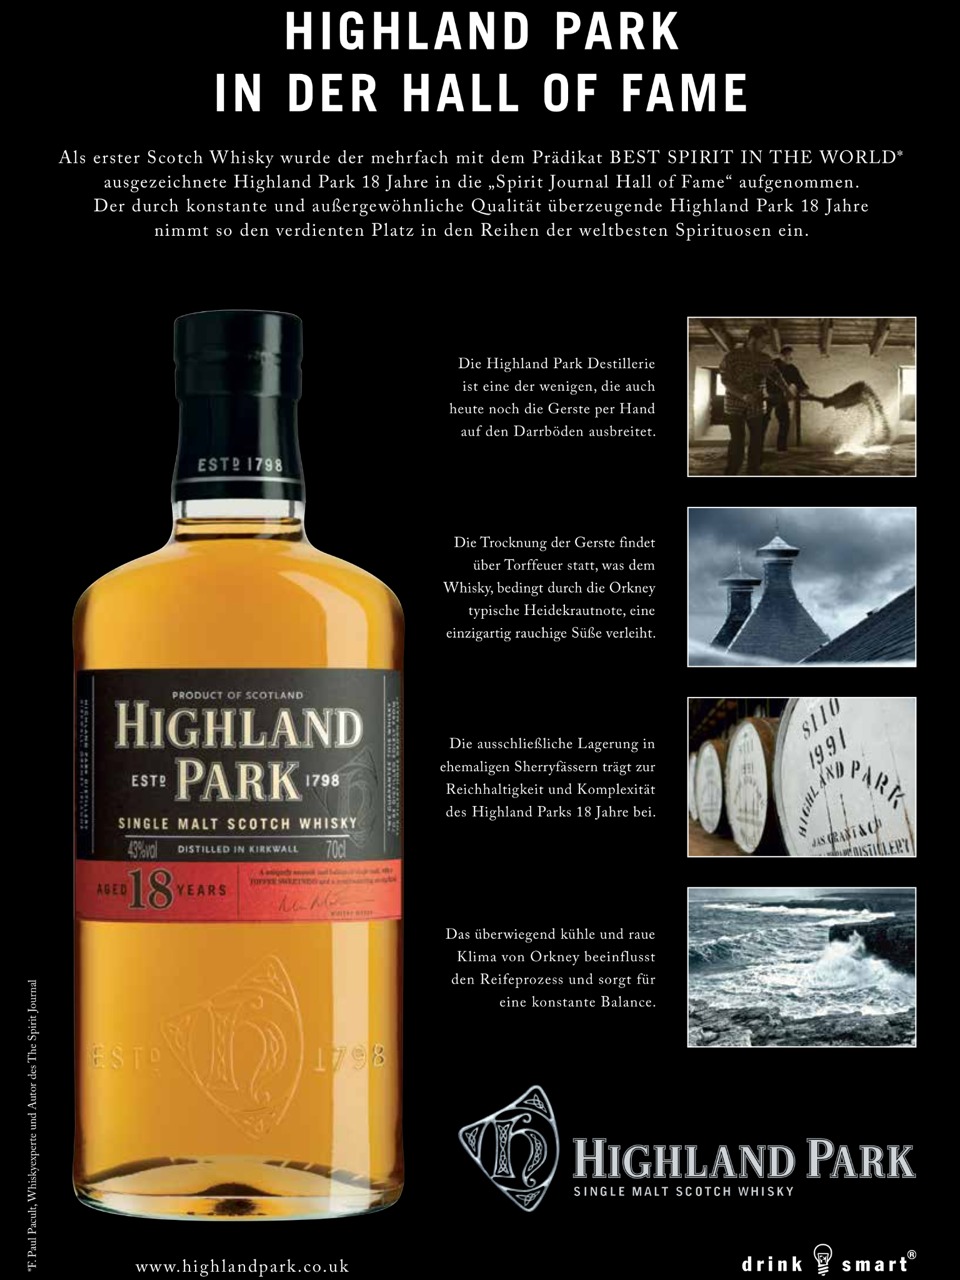 HIGHLAND PARK
IN DER HALL OF FAME
Als erster Scotch Whisky wurde der mehrfach mit dem Prädikat BEST SPIRIT IN THE WORLD*
ausgezeichnete Highland Park 18 Jahre in die „Spirit Journal Hall of Fame“ aufgenommen.
Der durch konstante und außergewöhnliche Qualität überzeugende Highland Park 18 Jahre
nimmt so den verdienten Platz in den Reihen der weltbesten Spirituosen ein.
Die Highland Park Destillerie
ist eine der wenigen, die auch
heute noch die Gerste per Hand
auf den Darrböden ausbreitet.
Die Trocknung der Gerste findet
über Torffeuer statt, was dem
Whisky, bedingt durch die Orkney
typische Heidekrautnote, eine
einzigartig rauchige Süße verleiht.
Die ausschließliche Lagerung in
ehemaligen Sherryfässern trägt zur
Reichhaltigkeit und Komplexität
des Highland Parks 18 Jahre bei.
Das überwiegend kühle und raue
Klima von Orkney beeinflusst
den Reifeprozess und sorgt für
eine konstante Balance.
ESTD 1798
PRODUCT OF SCOTLAND
HIGHLAND
ESTD PARK 1798
SINGLE MALT SCOTCH WHISKY
43%vol DISTILLED IN KIRKWALL 70cl
AGED 18 YEARS
ESTD 1798
S110
1991
HIGHLAND PARK
JAS GRANT & CO
DISTILLERY
HIGHLAND PARK
SINGLE MALT SCOTCH WHISKY
*F. Paul Pacult, Whiskyexperte und Autor des The Spirit Journal
www.highlandpark.co.uk
drink smart®